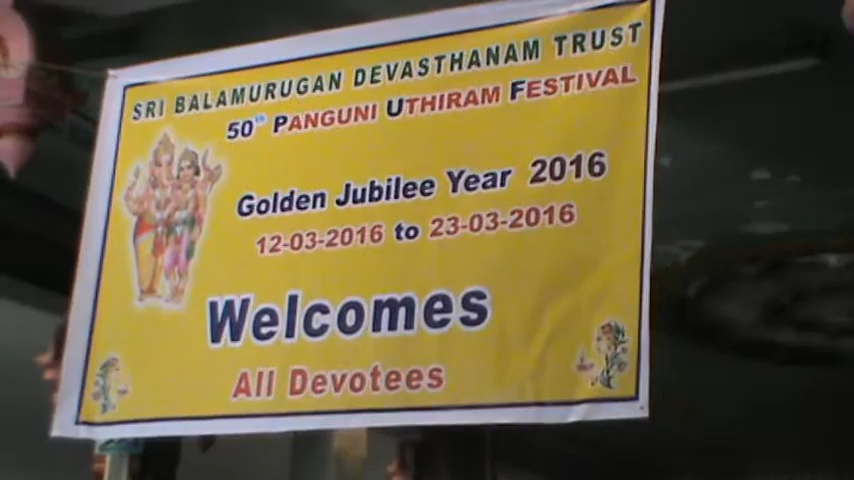 SRI BALAMURUGAN DEVASTHANAM TRUST
50th PANGUNI UTHIRAM FESTIVAL
Golden Jubilee Year 2016
12-03-2016 to 23-03-2016
Welcomes
All Devotees